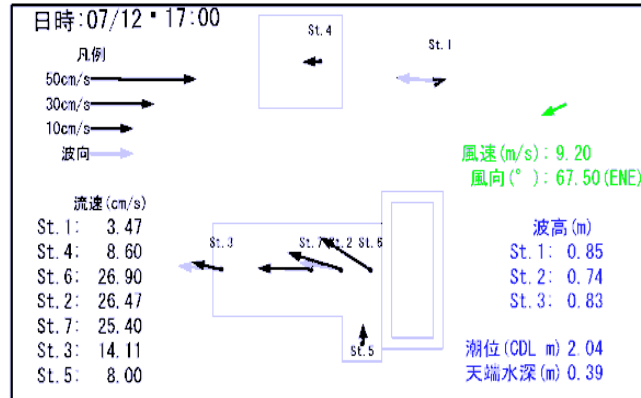 日時:07/12 ▪ 17:00
凡例
50cm/s
30cm/s
10cm/s
波向
St.4
St.1
風速(m/s): 9.20
風向(°): 67.50(ENE)
流速(cm/s)
St.1: 3.47
St.4: 8.60
St.6: 26.90
St.2: 26.47
St.7: 25.40
St.3: 14.11
St.5: 8.00
St.3
St.7
St.2
St.6
St.5
波高(m)
St.1: 0.85
St.2: 0.74
St.3: 0.83
潮位(CDL m) 2.04
天端水深(m) 0.39